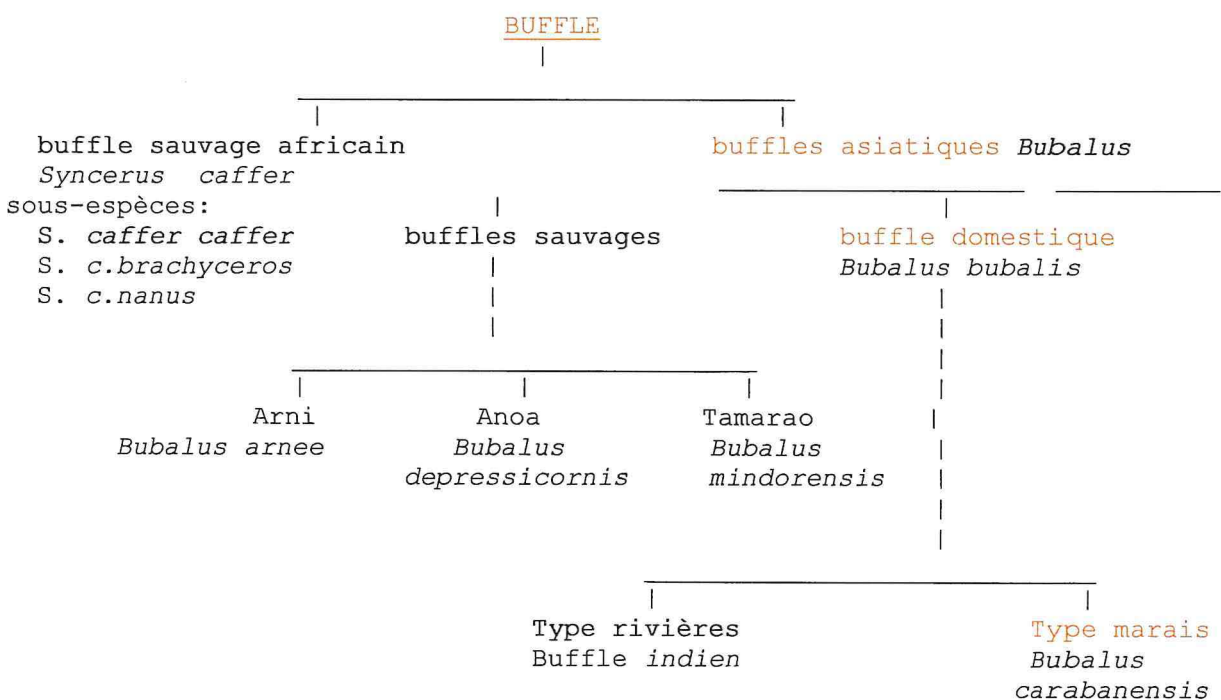 BUFFLE
buffle sauvage africain
buffles asiatiques Bubalus
Syncerus caffer
sous-espèces:
S. caffer caffer
buffles sauvages
buffle domestique
S. c.brachyceros
Bubalus bubalis
S. c.nanus
Arni
Anoa
Tamarao
Bubalus arnee
Bubalus
Bubalus
depressicornis
mindorensis
Type rivières
Type marais
Buffle indien
Bubalus
carabanensis